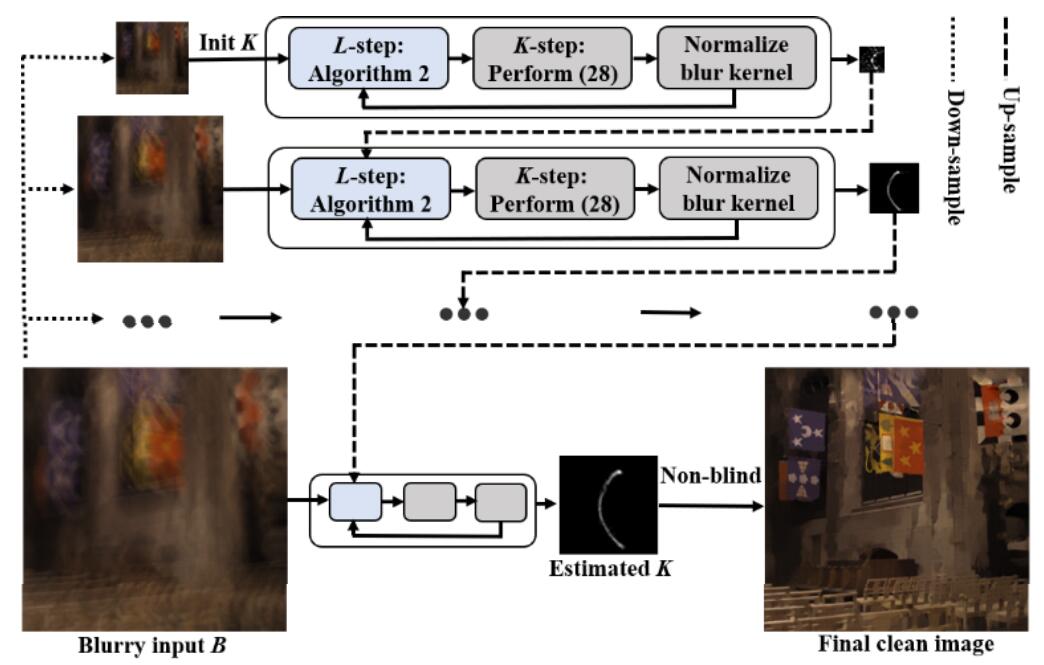 Init K
L-step:
Algorithm 2
K-step:
Perform (28)
Normalize
blur kernel
L-step:
Algorithm 2
K-step:
Perform (28)
Normalize
blur kernel
Down-sample
Up-sample
Non-blind
Estimated K
Blurry input B
Final clean image